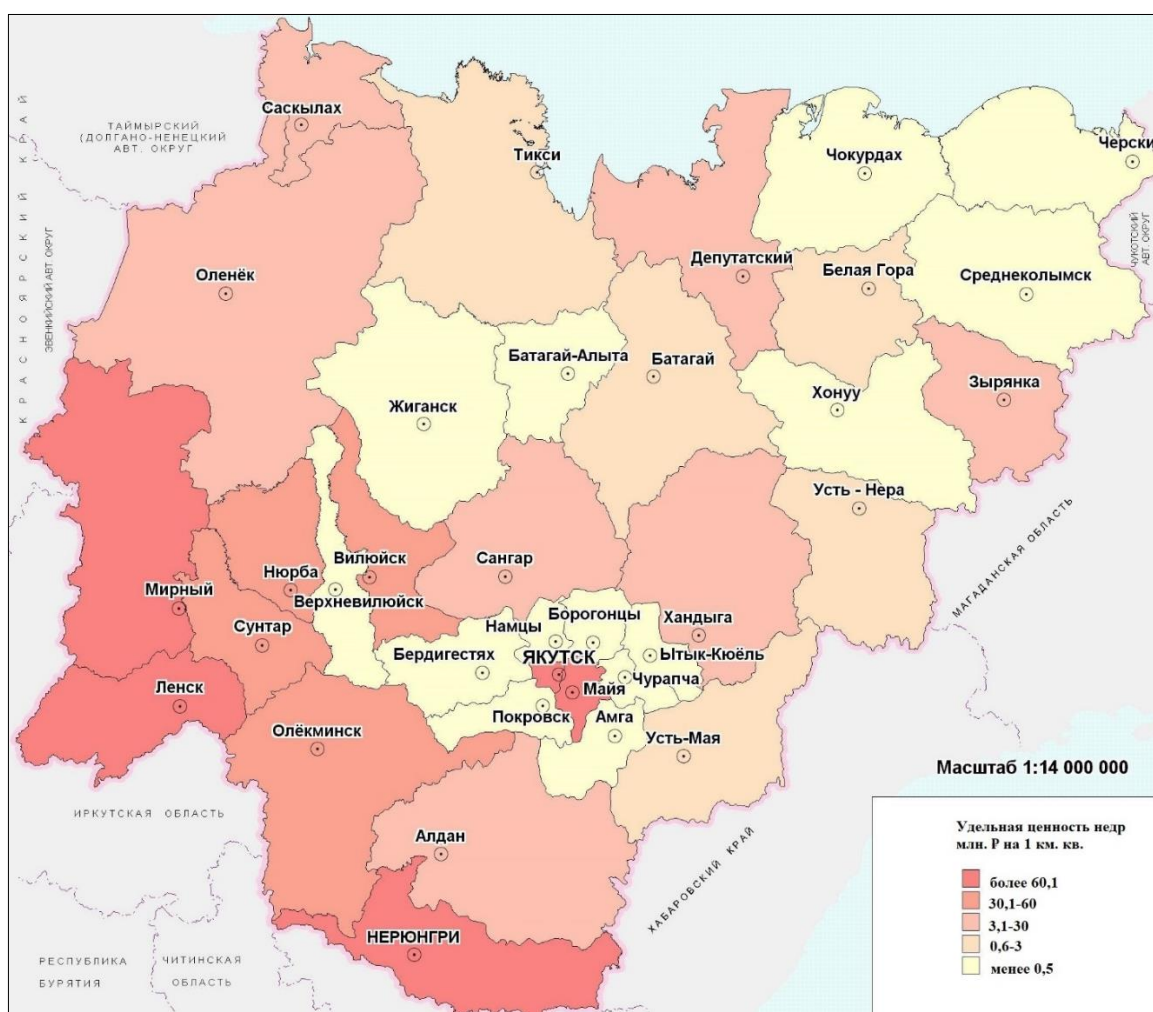 Саскылах
ТАЙМЫРСКИЙ
(ДОЛГАНО-НЕНЕЦКИЙ
АВТ. ОКРУГ
КРАСНОЯРСКИЙ КРАЙ
ЭВЕНКИЙСКИЙ АВТ. ОКРУГ
Тикси
Чокурдах
Черски
ЧУКОТСКИЙ
АВТ. ОКРУГ
Оленёк
Депутатский
Белая Гора
Среднеколымск
Батагай-Алыта
Батагай
Жиганск
Хонуу
Зырянка
Усть - Нера
Вилюйск
Нюрба
Верхневилюйск
Сангар
Мирный
Сунтар
Намцы
Борогонцы
Хандыга
Бердигестях
ЯКУТСК
Ытык-Кюёль
Майя
Чурапча
Ленск
Покровск
Амга
Олёкминск
Усть-Мая
МАГАДАНСКАЯ ОБЛАСТЬ
Масштаб 1:14 000 000
ИРКУТСКАЯ ОБЛАСТЬ
Алдан
ХАБАРОВСКИЙ КРАЙ
НЕРЮНГРИ
РЕСПУБЛИКА
БУРЯТИЯ
ЧИТИНСКАЯ
ОБЛАСТЬ
Удельная ценность недр
млн. Р на 1 км. кв.
более 60,1
30,1-60
3,1-30
0,6-3
менее 0,5